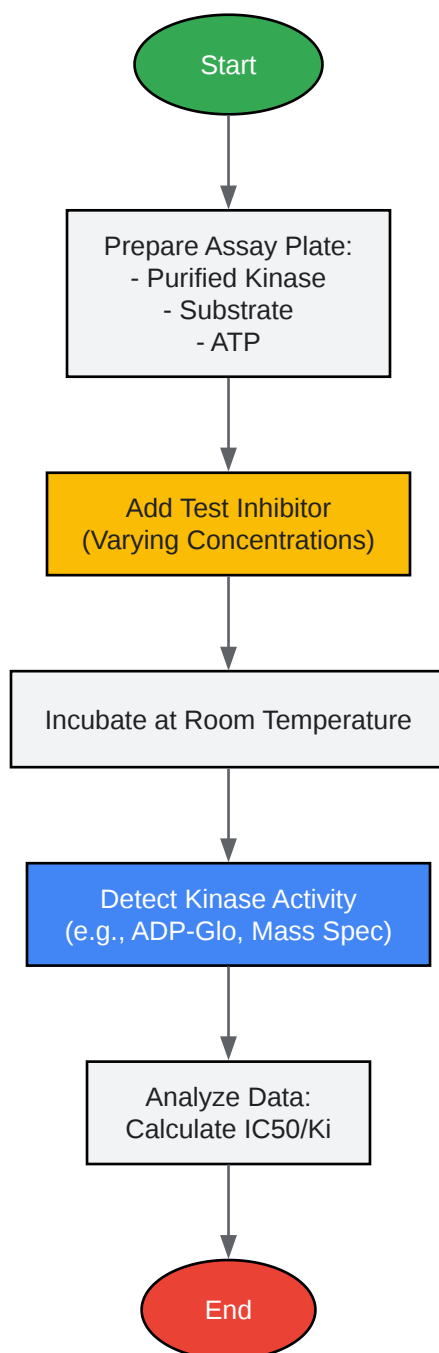 Start
Prepare Assay Plate:
- Purified Kinase
- Substrate
- ATP
Add Test Inhibitor
(Varying Concentrations)
Incubate at Room Temperature
Detect Kinase Activity
(e.g., ADP-Glo, Mass Spec)
Analyze Data:
Calculate IC50/Ki
End